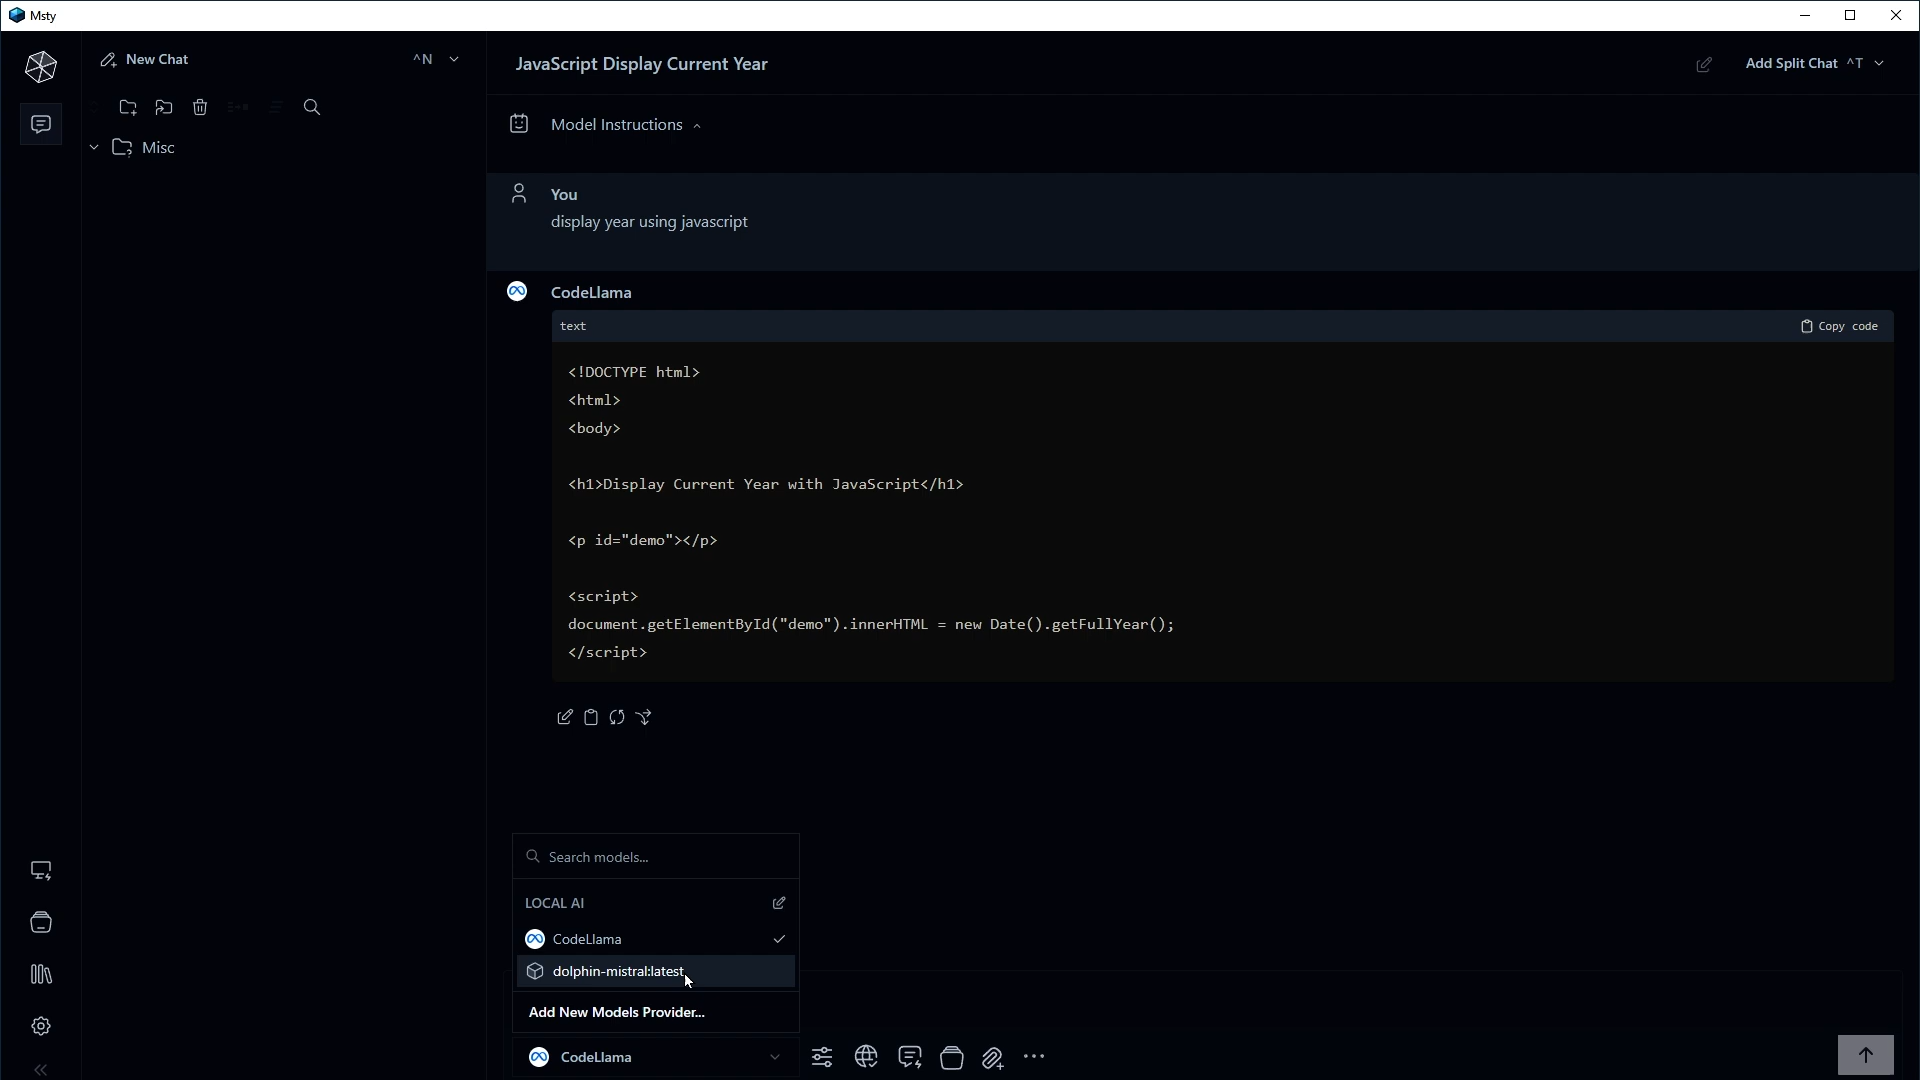 Msty
New Chat
^N
JavaScript Display Current Year
Add Split Chat ^T
Misc
Model Instructions
You
display year using javascript
CodeLlama
text
Copy code
<!DOCTYPE html>
<html>
<body>
<h1>Display Current Year with JavaScript</h1>
<p id="demo"></p>
<script>
document.getElementById("demo").innerHTML = new Date().getFullYear();
</script>
Search models...
LOCAL AI
CodeLlama
dolphin-mistral:latest
Add New Models Provider...
CodeLlama